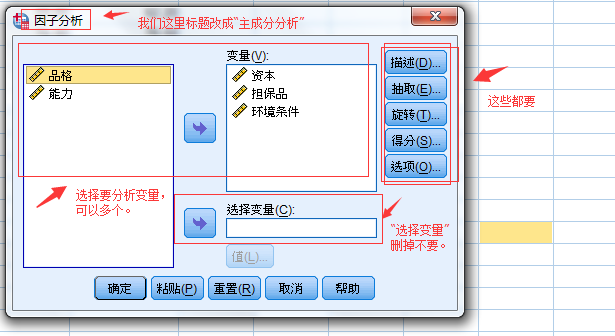 因子分析
我们这里标题改成“主成分分析”
变量(V):
品格
能力
资本
担保品
环境条件
描述(D)...
抽取(E)...
旋转(T)...
得分(S)...
选项(O)...
这些都要
选择要分析变量，
可以多个。
选择变量(C):
值(L)...
“选择变量”
删掉不要。
确定
粘贴(P)
重置(R)
取消
帮助